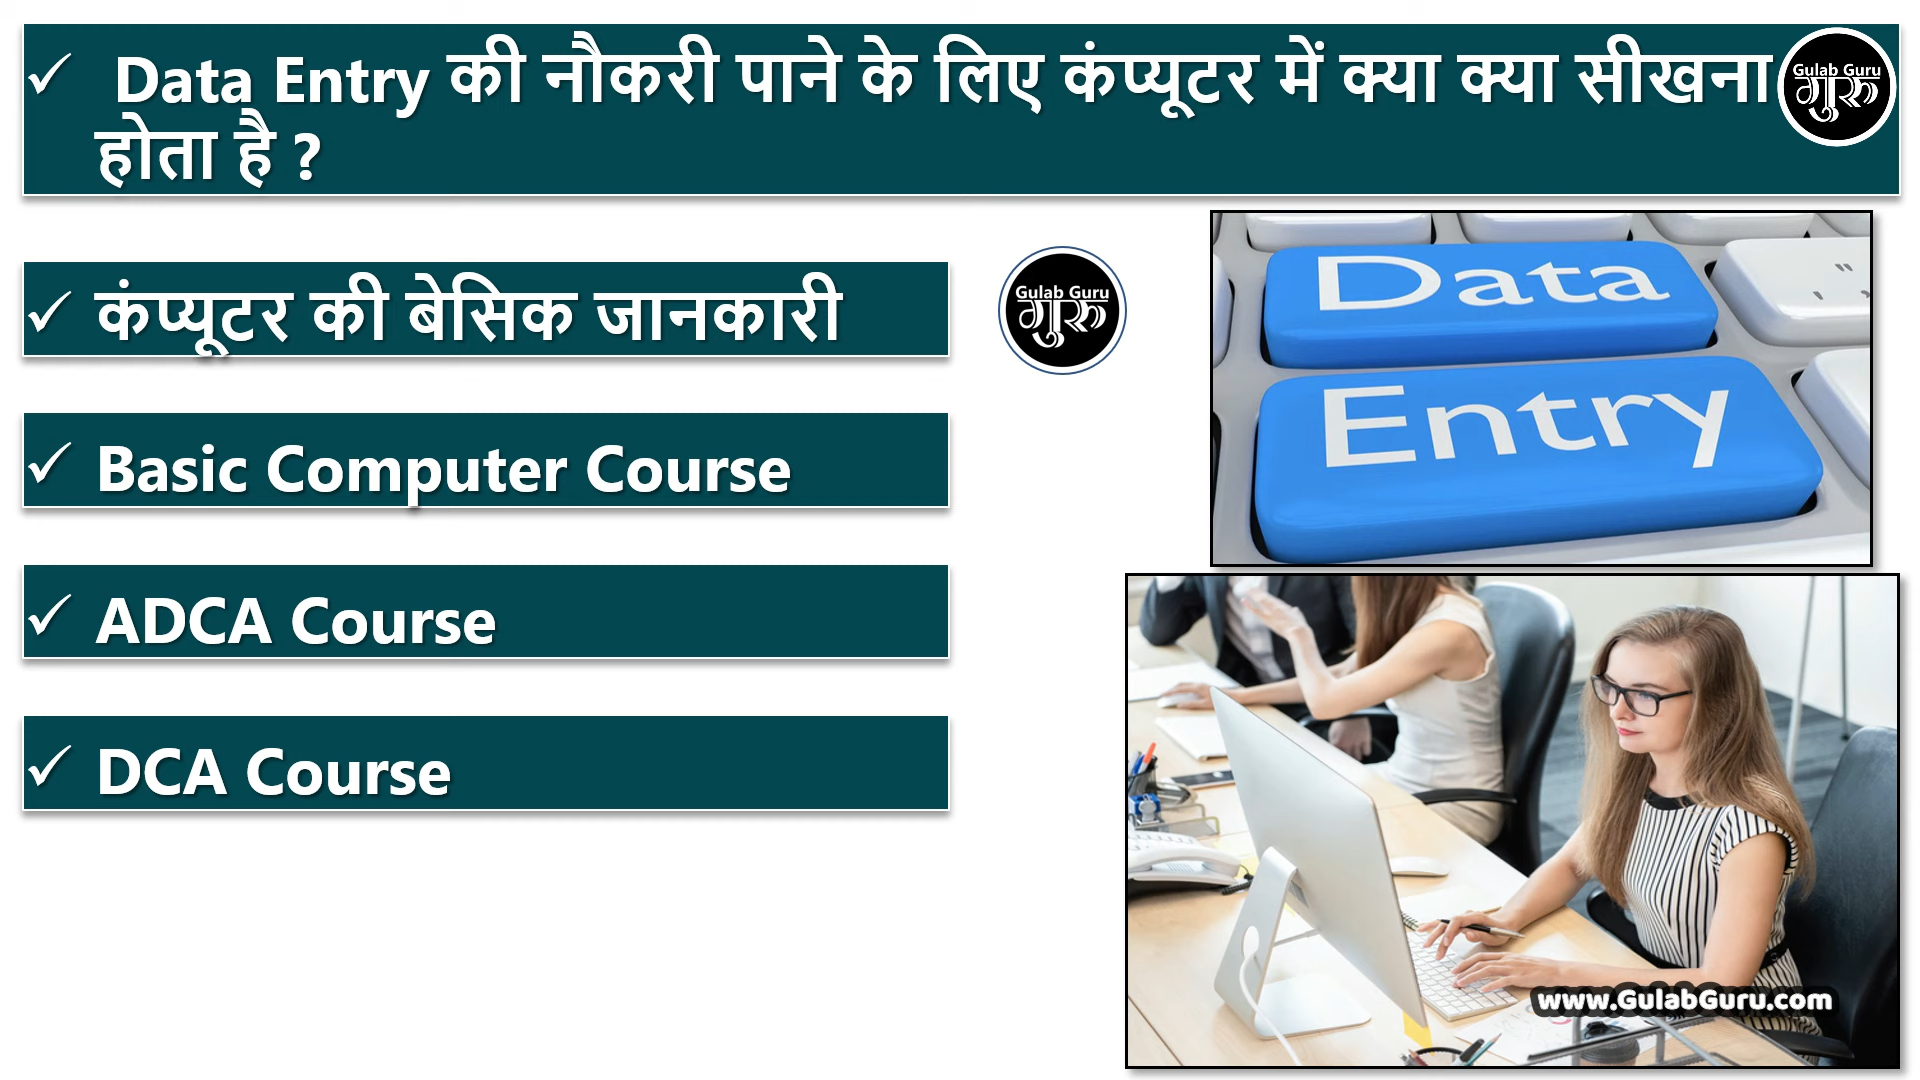 ✓ Data Entry की नौकरी पाने के लिए कंप्यूटर में क्या क्या सीखना
होता है ?
Gulab Guru
गुरु
✓ कंप्यूटर की बेसिक जानकारी
Gulab Guru
गुरु
✓ Basic Computer Course
✓ ADCA Course
✓ DCA Course
Data
Entry
www.GulabGuru.com